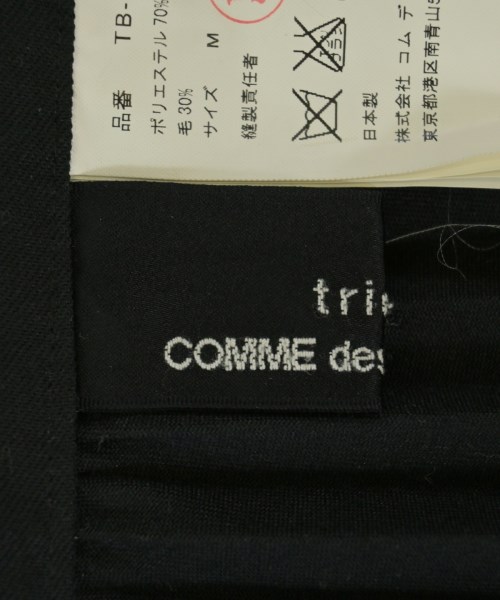 品番 TB-
ポリエステル 70%
毛 30%
サイズ M
縫製責任者
日本製
株式会社 コム デ
東京都港区南青山5
tri
COMME des